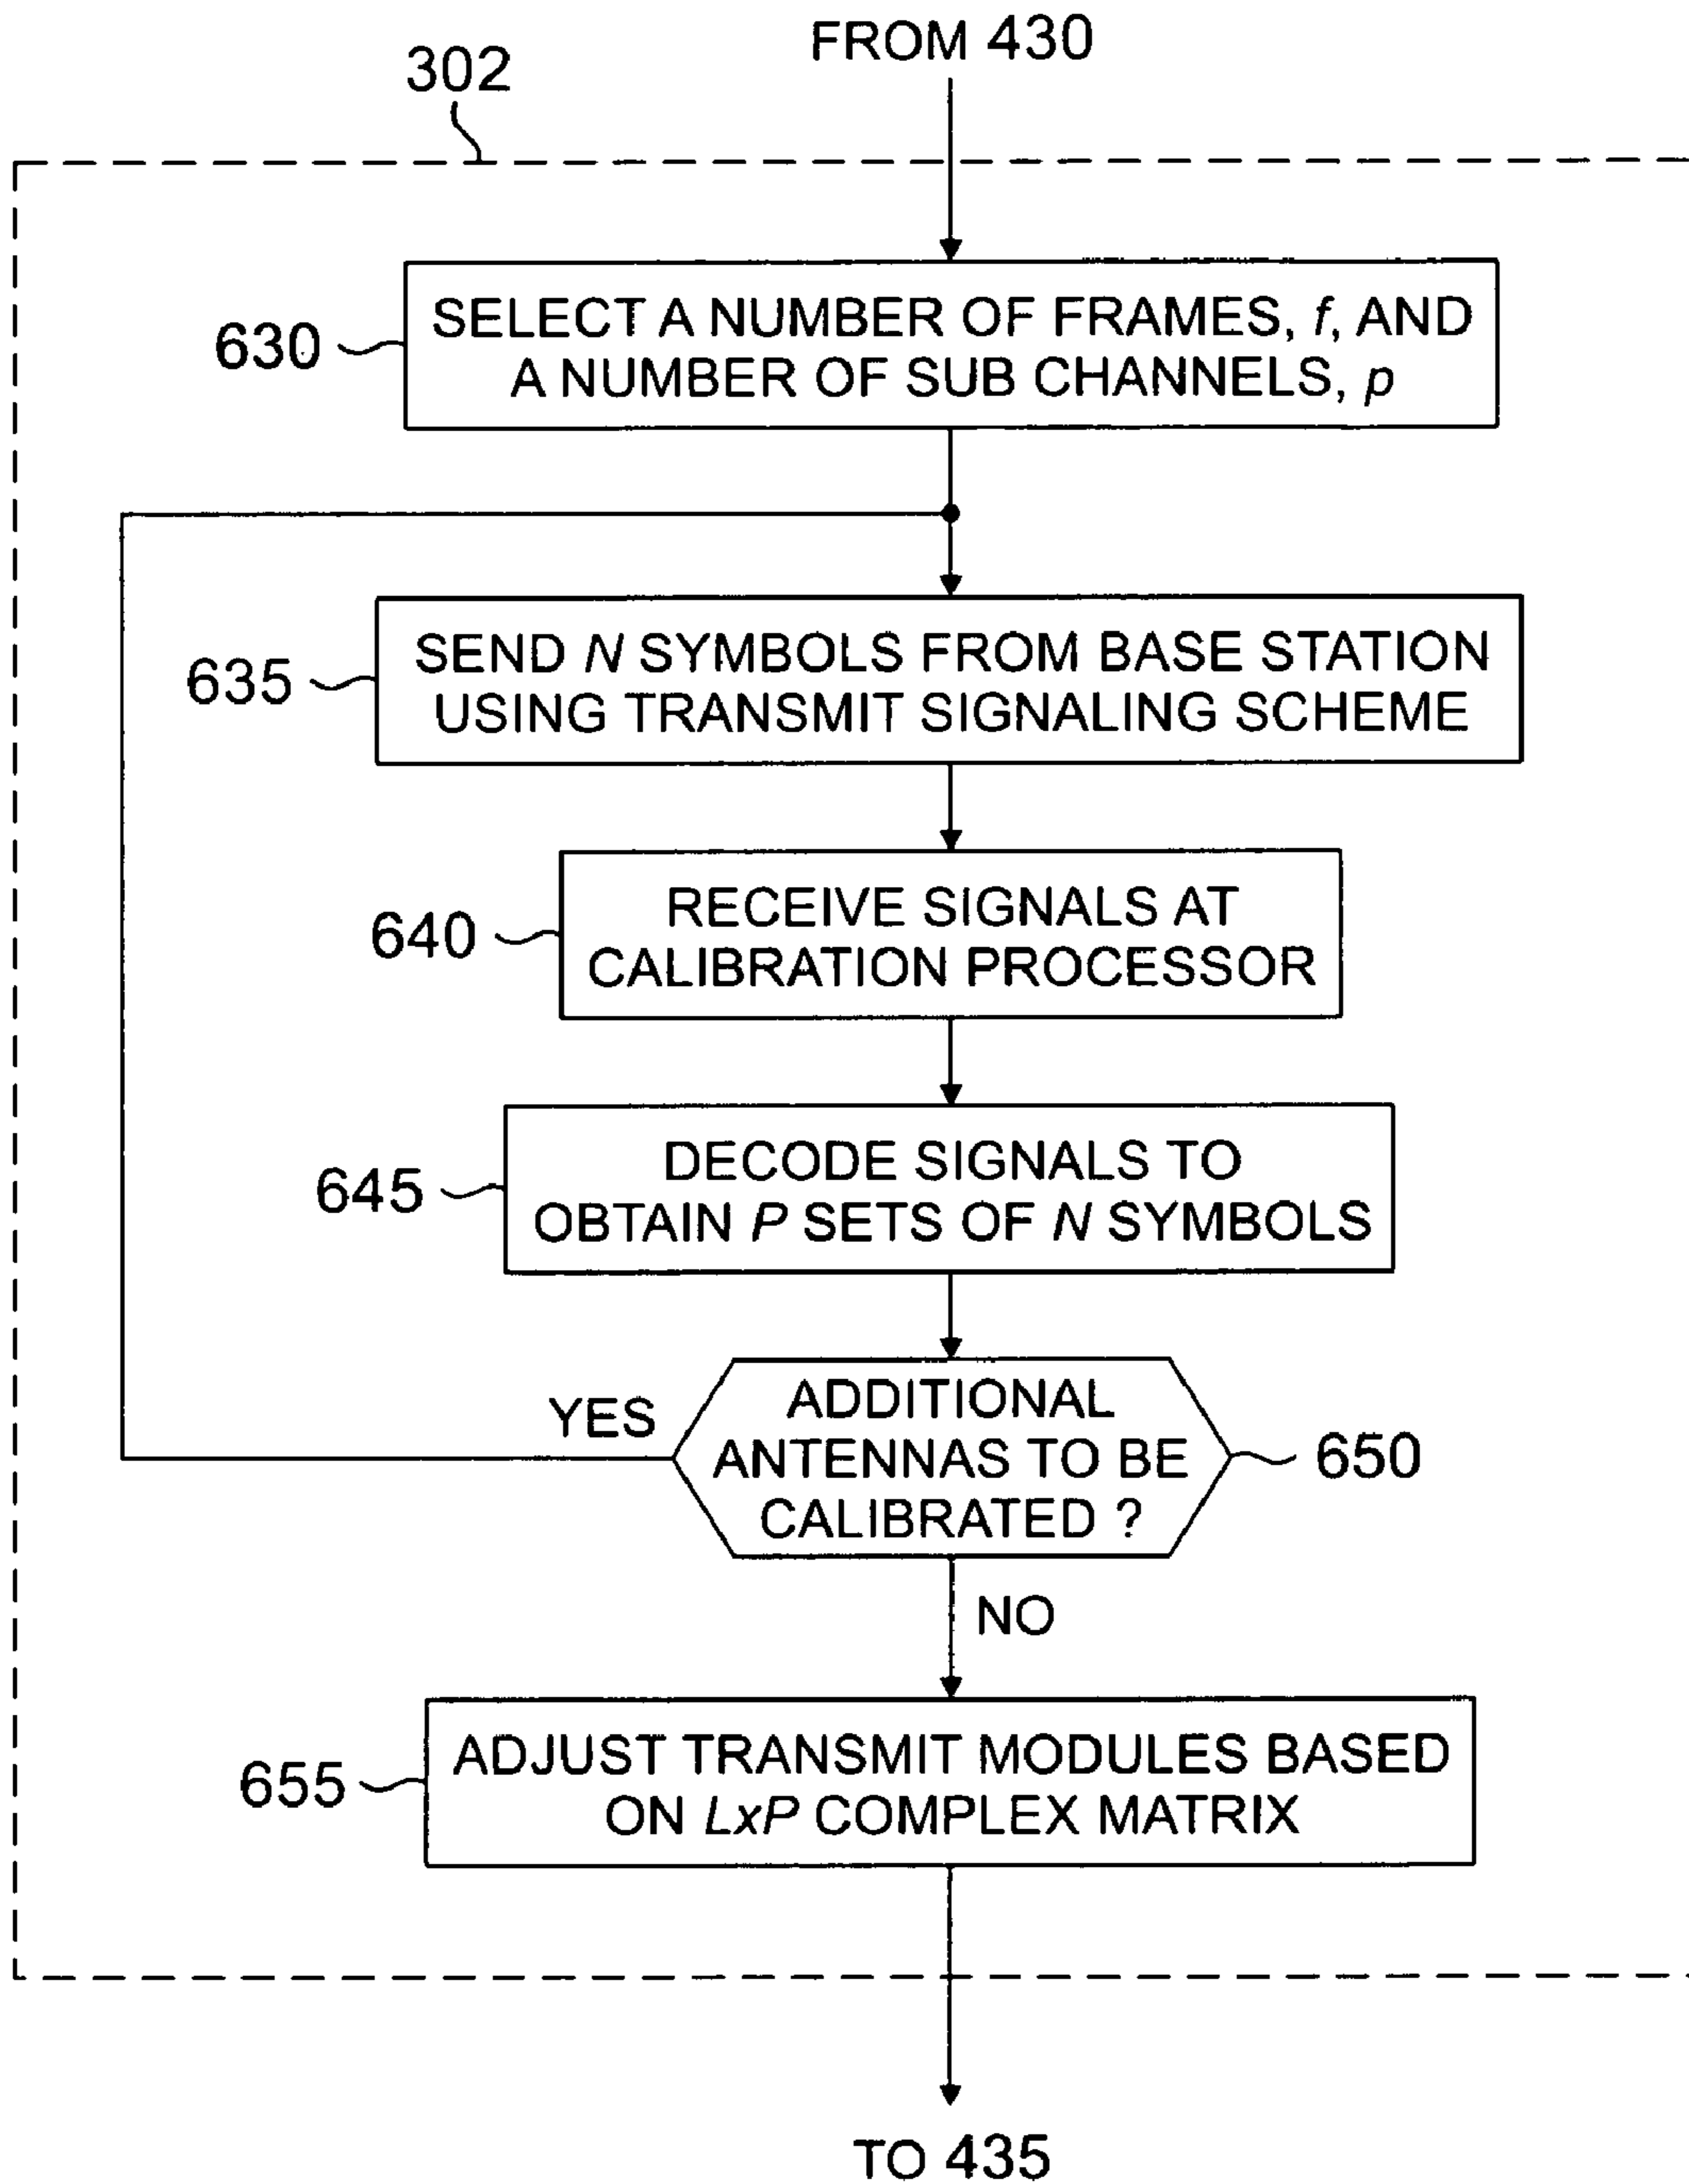 FROM 430
302
630
SELECT A NUMBER OF FRAMES, f, AND
A NUMBER OF SUB CHANNELS, p
635
SEND N SYMBOLS FROM BASE STATION
USING TRANSMIT SIGNALING SCHEME
640
RECEIVE SIGNALS AT
CALIBRATION PROCESSOR
645
DECODE SIGNALS TO
OBTAIN P SETS OF N SYMBOLS
YES
ADDITIONAL
ANTENNAS TO BE
CALIBRATED ?
650
NO
655
ADJUST TRANSMIT MODULES BASED
ON LxP COMPLEX MATRIX
TO 435